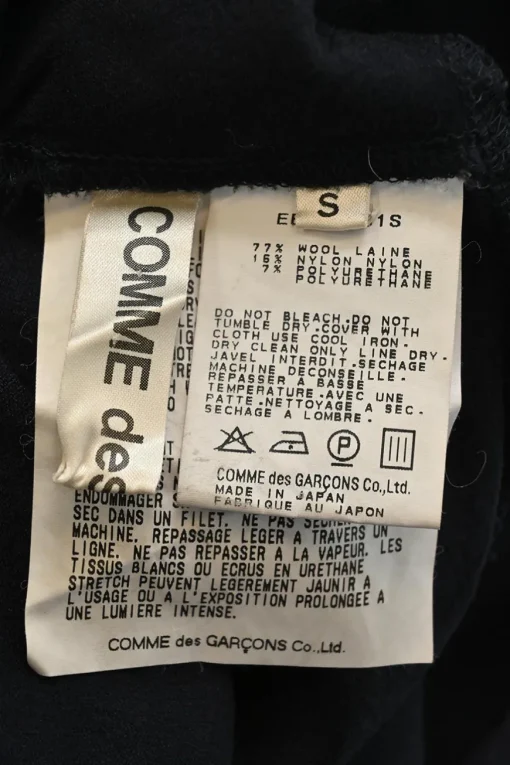 COMME des
S
1S
77% WOOL LAINE
16% NYLON NYLON
7% POLYURETHANE
POLYURETHANE
DO NOT BLEACH.DO NOT
TUMBLE DRY.COVER WITH
CLOTH USE COOL IRON.
DRY CLEAN ONLY LINE DRY.
JAVEL INTERDIT.SECHAGE
MACHINE DECONSEILLE.
REPASSER A BASSE
TEMPERATURE.AVEC UNE
PATTE.NETTOYAGE A SEC.
SECHAGE A LOMBRE.
P
COMME des GARÇONS Co.,Ltd.
MADE IN JAPAN
FABRIQUE AU JAPON
ENDOMMAGER
SEC DANS UN FILET. NE PAS
MACHINE. REPASSAGE LEGER A TRAVERS UN
LIGNE. NE PAS REPASSER A LA VAPEUR. LES
TISSUS BLANCS OU ECRUS EN URETHANE
STRETCH PEUVENT LEGEREMENT JAUNIR A
L'USAGE OU A L'EXPOSITION PROLONGEE A
UNE LUMIERE INTENSE.
COMME des GARÇONS Co.,Ltd.